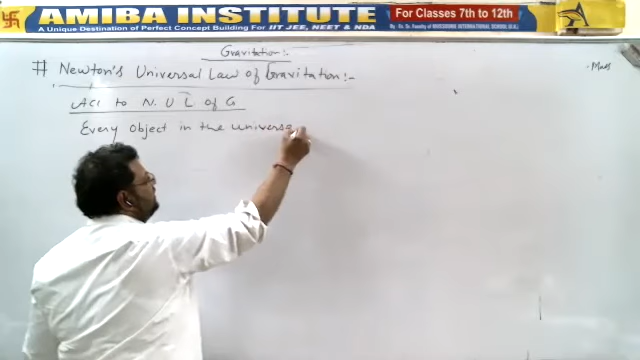 AMIBA INSTITUTE
For Classes 7th to 12th
A Unique Destination of Perfect Concept Building For IIT JEE, NEET & NDA
Gravitation:-
# Newton's Universal Law of Gravitation:-
Acc to N. U L of G
Every object in the universe
Mass